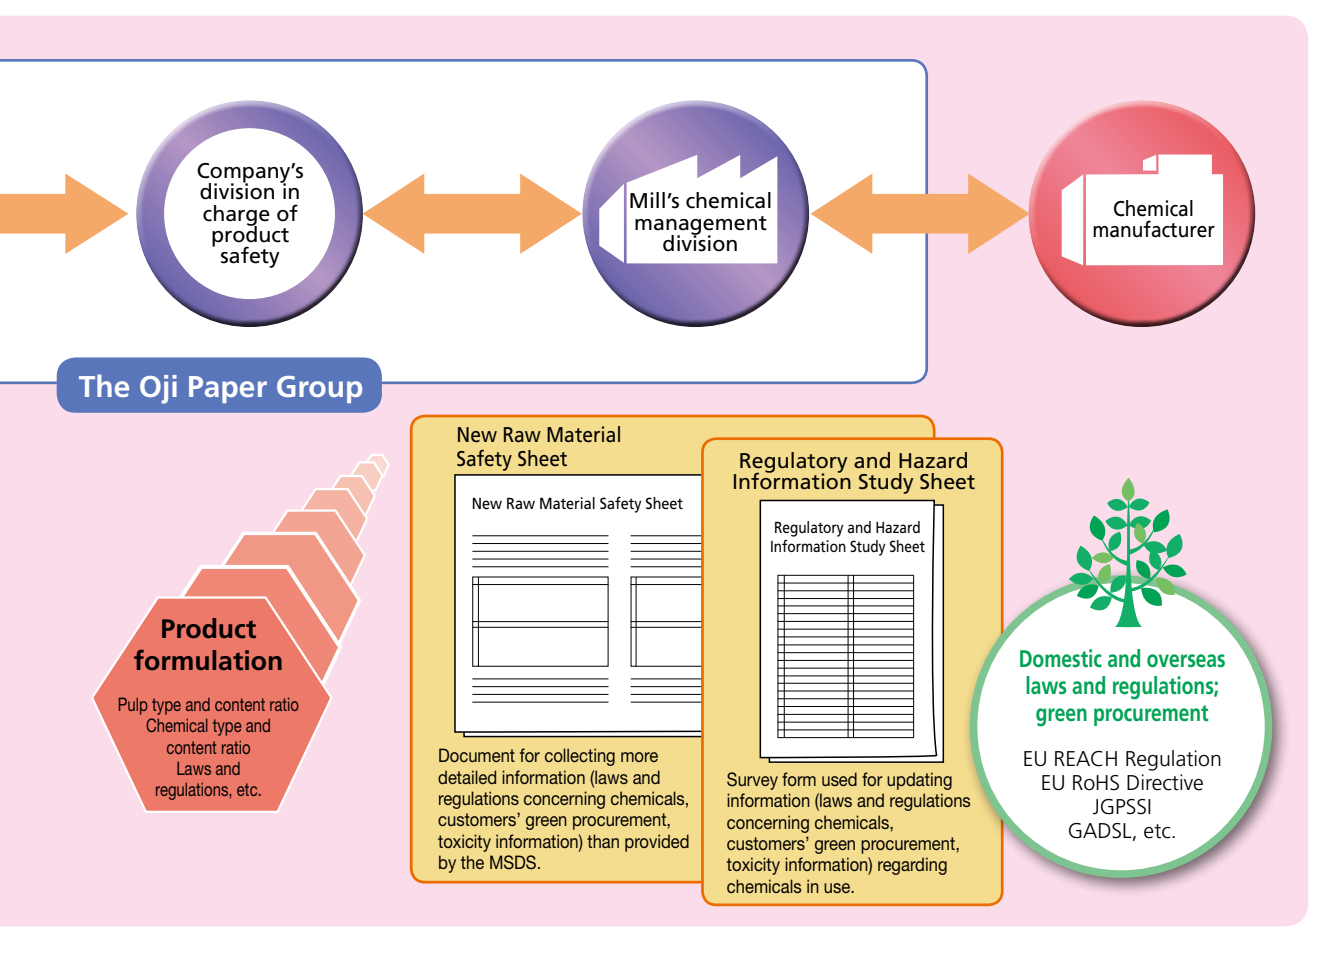 Company's
division in
charge of
product
safety
Mill's chemical
management
division
Chemical
manufacturer
The Oji Paper Group
Product
formulation
Pulp type and content ratio
Chemical type and
content ratio
Laws and
regulations, etc.
New Raw Material
Safety Sheet
New Raw Material Safety Sheet
Document for collecting more
detailed information (laws and
regulations concerning chemicals,
customers' green procurement,
toxicity information) than provided
by the MSDS.
Regulatory and Hazard
Information Study Sheet
Regulatory and Hazard
Information Study Sheet
Survey form used for updating
information (laws and regulations
concerning chemicals,
customers' green procurement,
toxicity information) regarding
chemicals in use.
Domestic and overseas
laws and regulations;
green procurement
EU REACH Regulation
EU RoHS Directive
JGPSSI
GADSL, etc.